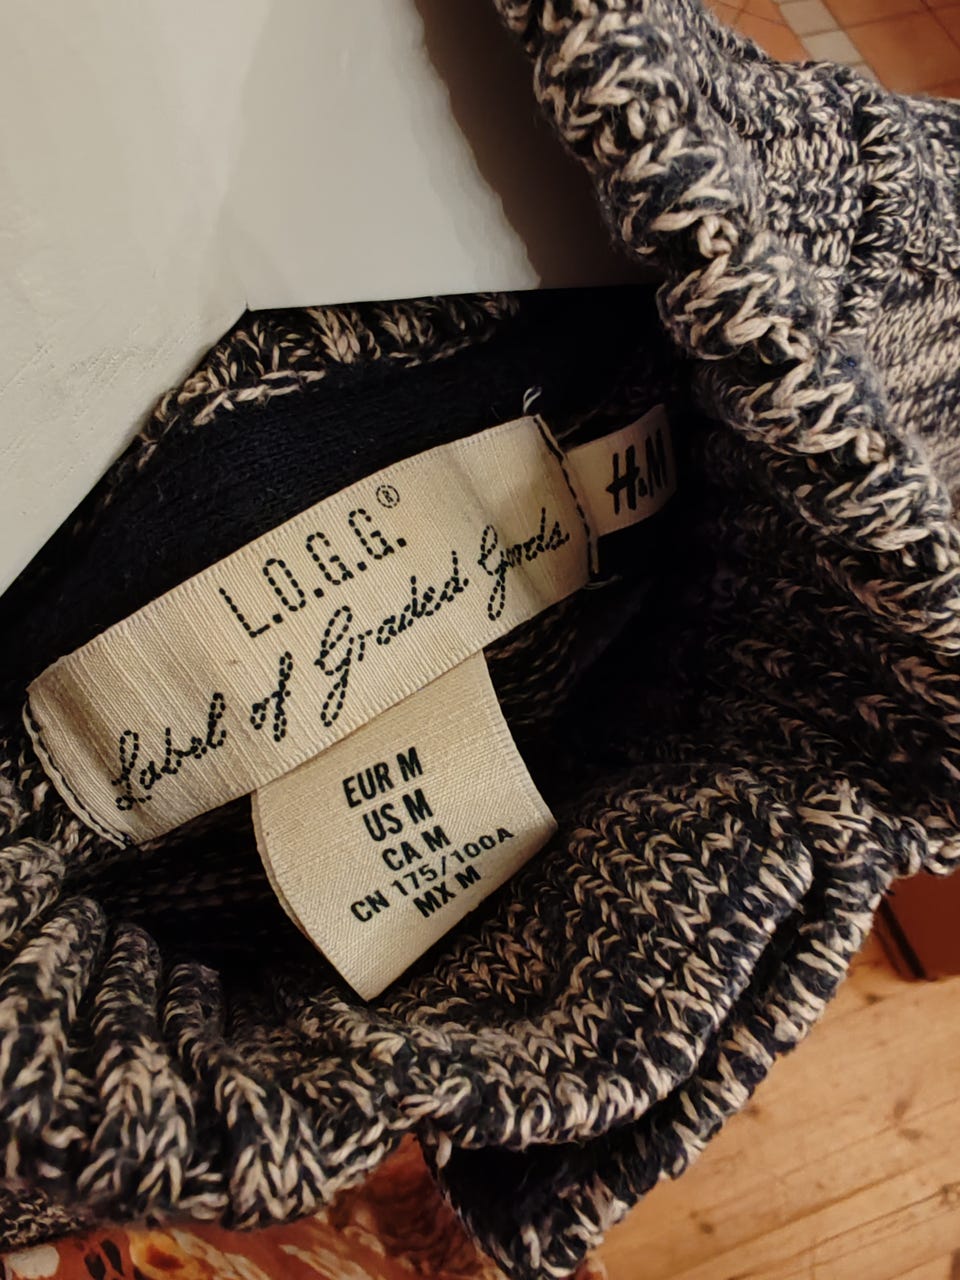 L.O.G.G.®
Label of Graded Goods
H&M
EUR M
US M
CA M
CN 175/100A
MX M